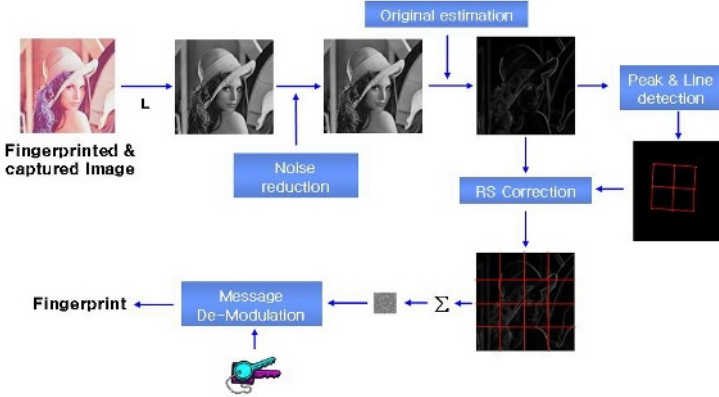 Original estimation
L
Peak & Line
detection
Fingerprinted &
captured Image
Noise
reduction
RS Correction
Fingerprint
Message
De-Modulation
Σ